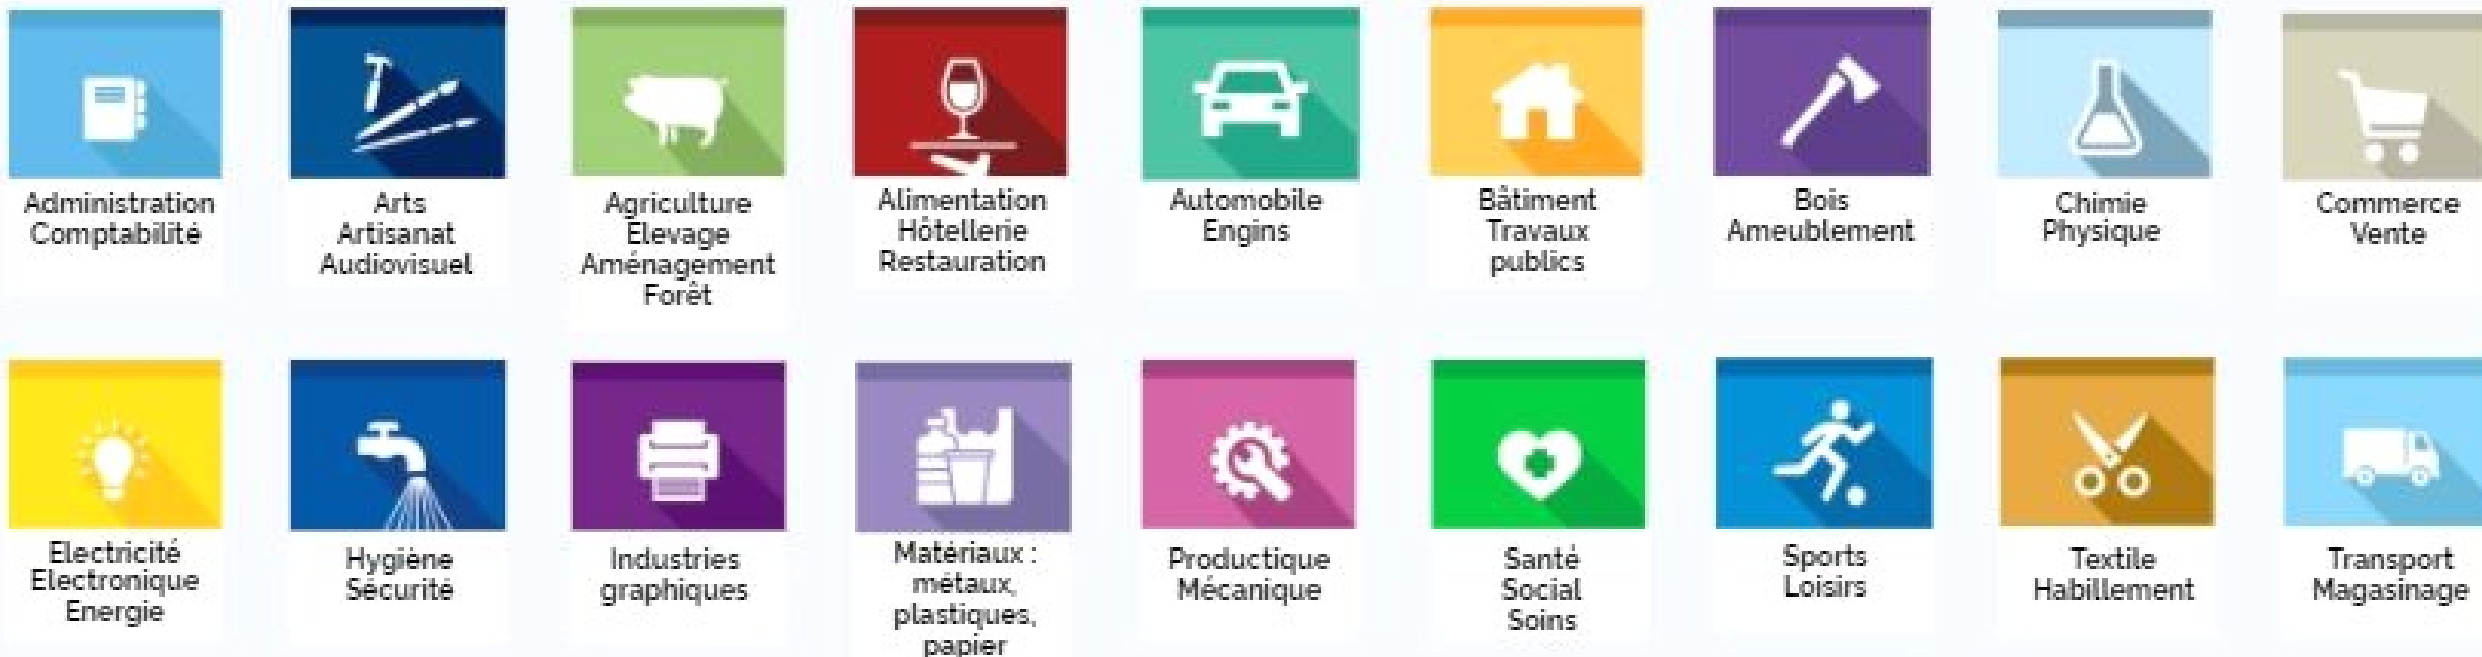 Administration
Comptabilité
Arts
Artisanat
Audiovisuel
Agriculture
Elevage
Aménagement
Forêt
Alimentation
Hôtellerie
Restauration
Automobile
Engins
Bâtiment
Travaux
publics
Bois
Ameublement
Chimie
Physique
Commerce
Vente
Electricité
Electronique
Energie
Hygiène
Sécurité
Industries
graphiques
Matériaux :
métaux,
plastiques,
papier
Productique
Mécanique
Santé
Social
Soins
Sports
Loisirs
Textile
Habillement
Transport
Magasinage